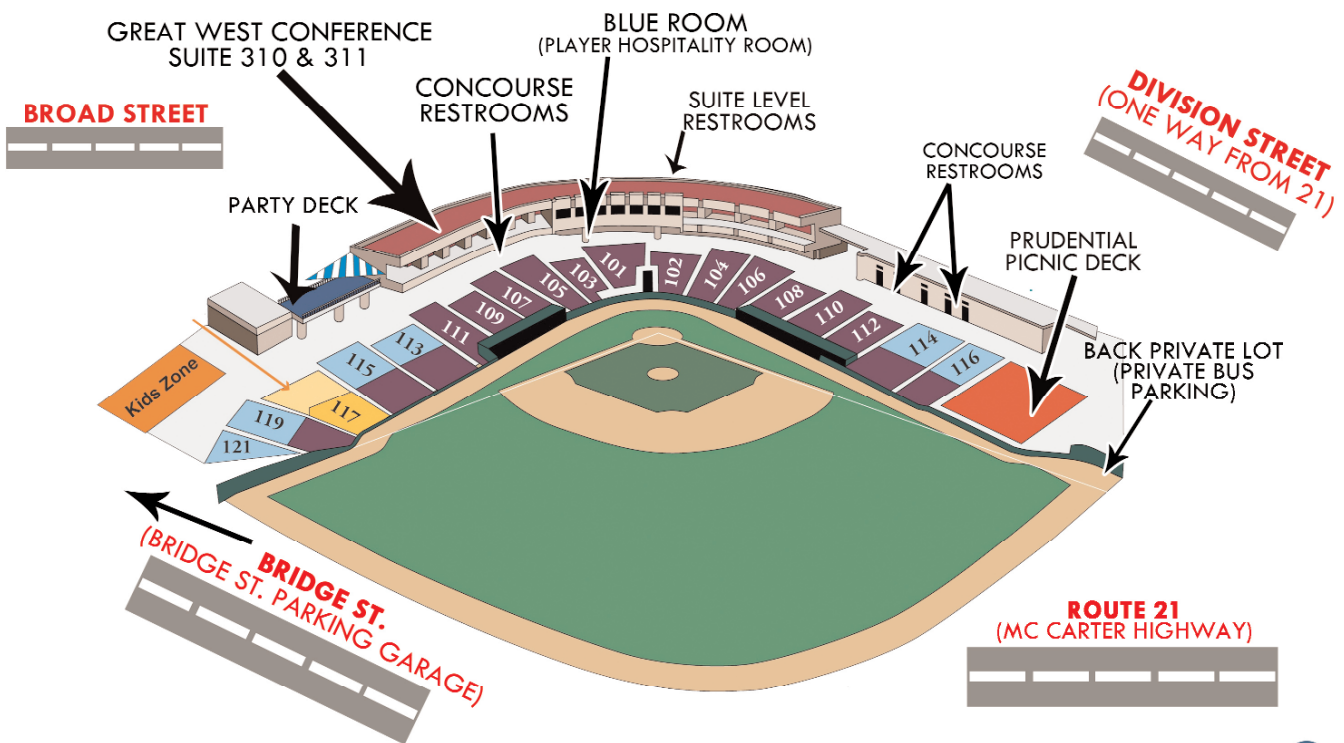 GREAT WEST CONFERENCE
SUITE 310 & 311
BLUE ROOM
(PLAYER HOSPITALITY ROOM)
CONCOURSE
RESTROOMS
SUITE LEVEL
RESTROOMS
BROAD STREET
DIVISION STREET
(ONE WAY FROM 21)
CONCOURSE
RESTROOMS
PARTY DECK
PRUDENTIAL
PICNIC DECK
BACK PRIVATE LOT
(PRIVATE BUS
PARKING)
101
102
103
104
105
106
107
108
109
110
111
112
113
114
115
116
Kids Zone
117
119
121
BRIDGE ST.
(BRIDGE ST. PARKING GARAGE)
ROUTE 21
(MC CARTER HIGHWAY)